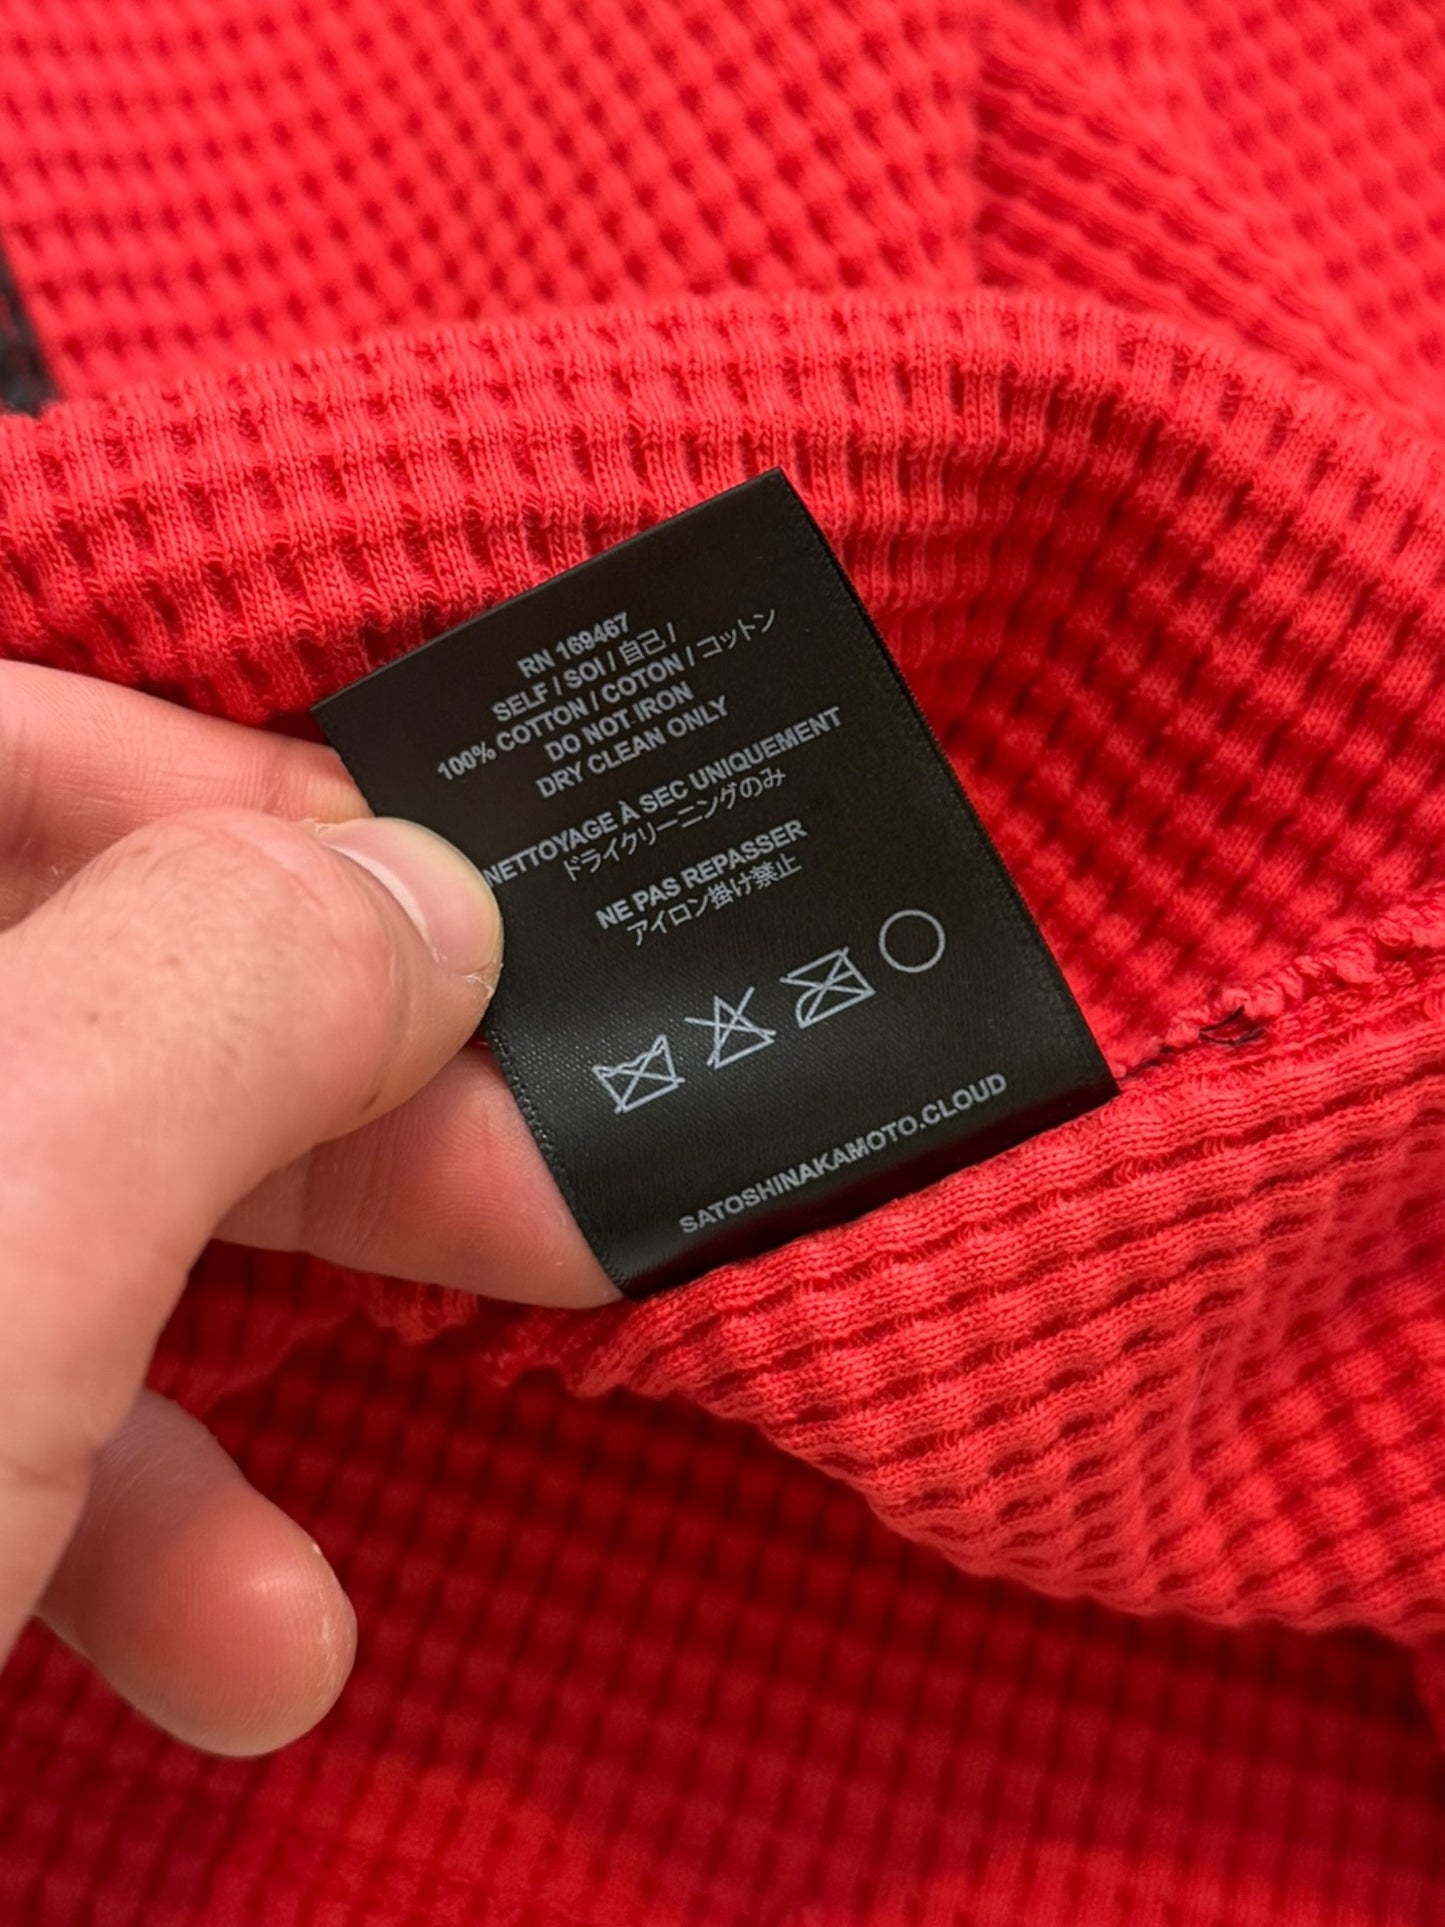 RN 169467
SELF / SOI / 自己 /
100% COTTON / COTON / コットン
DO NOT IRON
DRY CLEAN ONLY
NETTOYAGE À SEC UNIQUEMENT
ドライクリーニングのみ
NE PAS REPASSER
アイロン掛け禁止
SATOSHINAKAMOTO.CLOUD